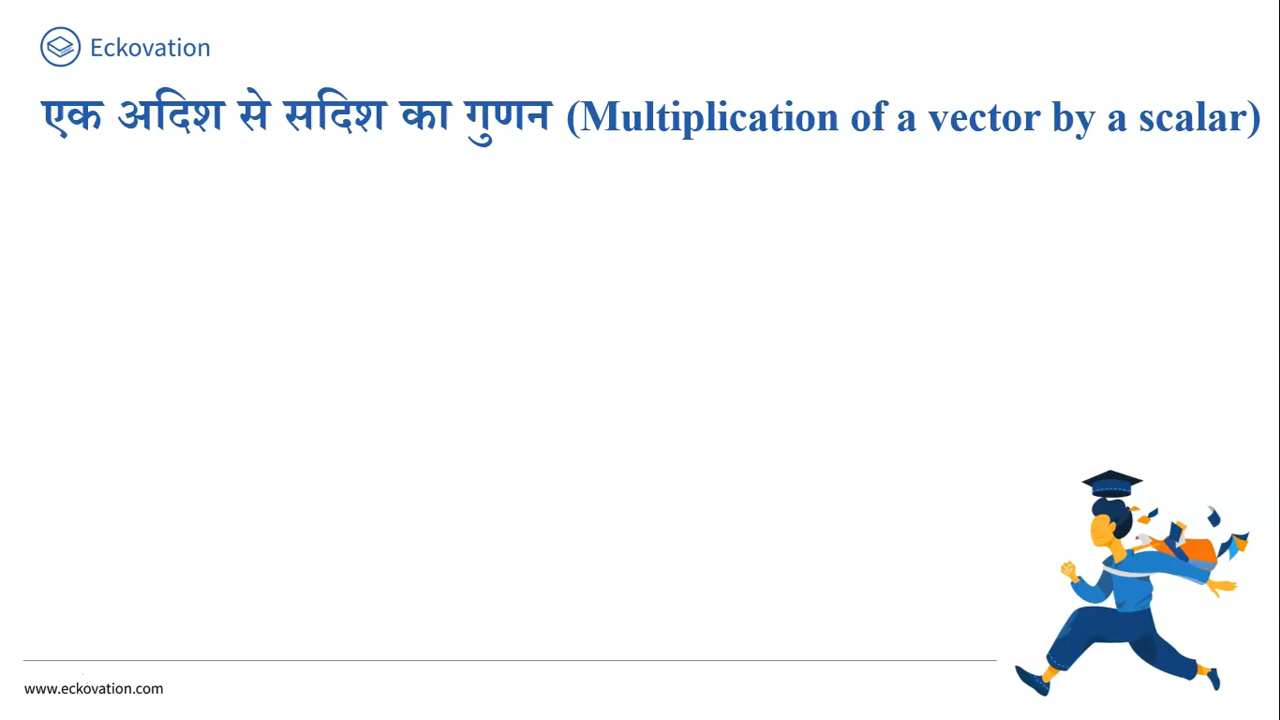 Eckovation
एक अदिश से सदिश का गुणन (Multiplication of a vector by a scalar)
www.eckovation.com